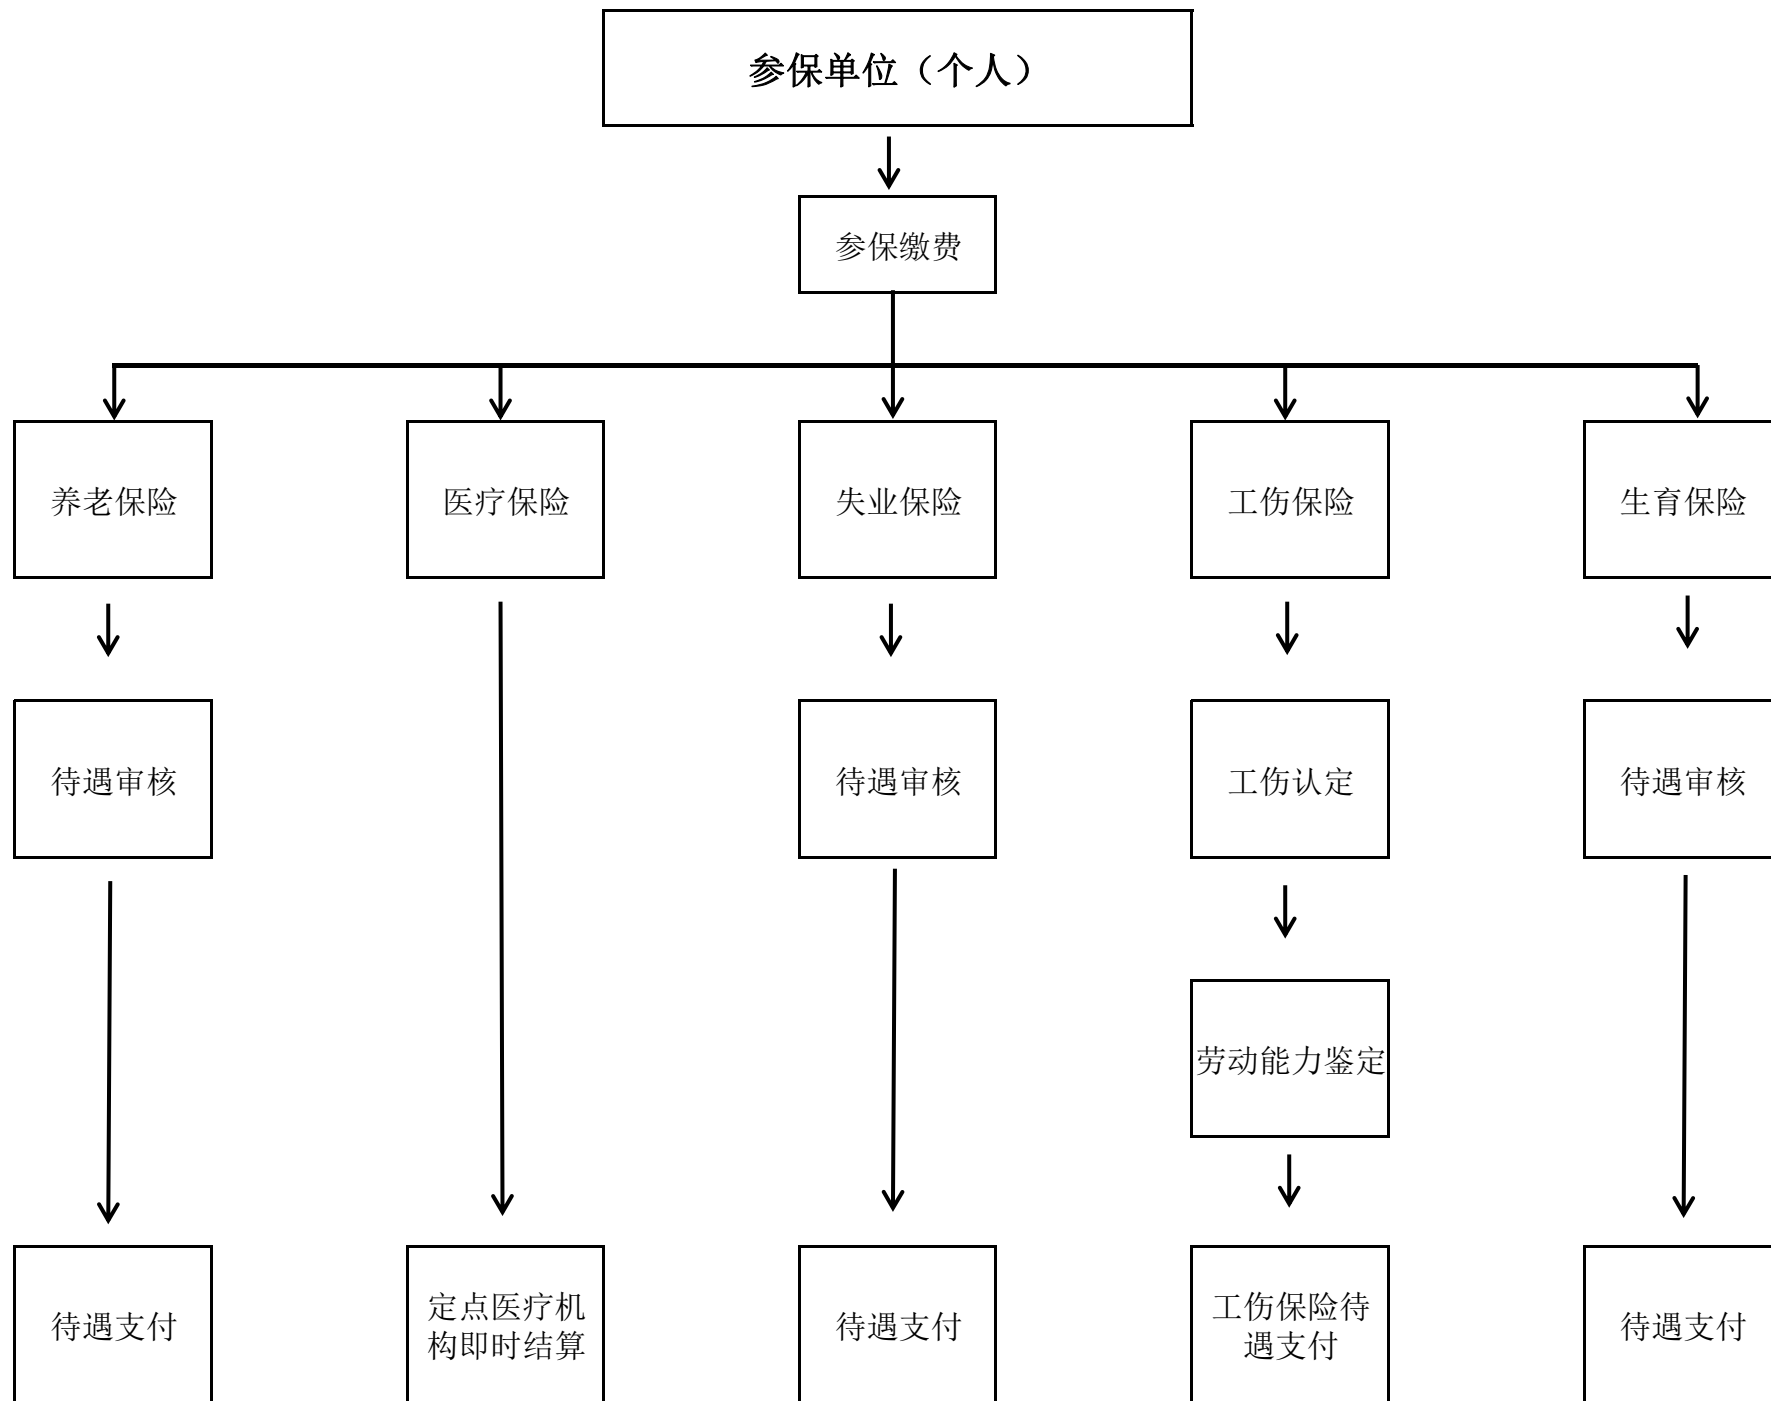 参保单位（个人）
参保缴费
养老保险
医疗保险
失业保险
工伤保险
生育保险
待遇审核
待遇审核
工伤认定
待遇审核
劳动能力鉴定
待遇支付
定点医疗机
构即时结算
待遇支付
工伤保险待
遇支付
待遇支付